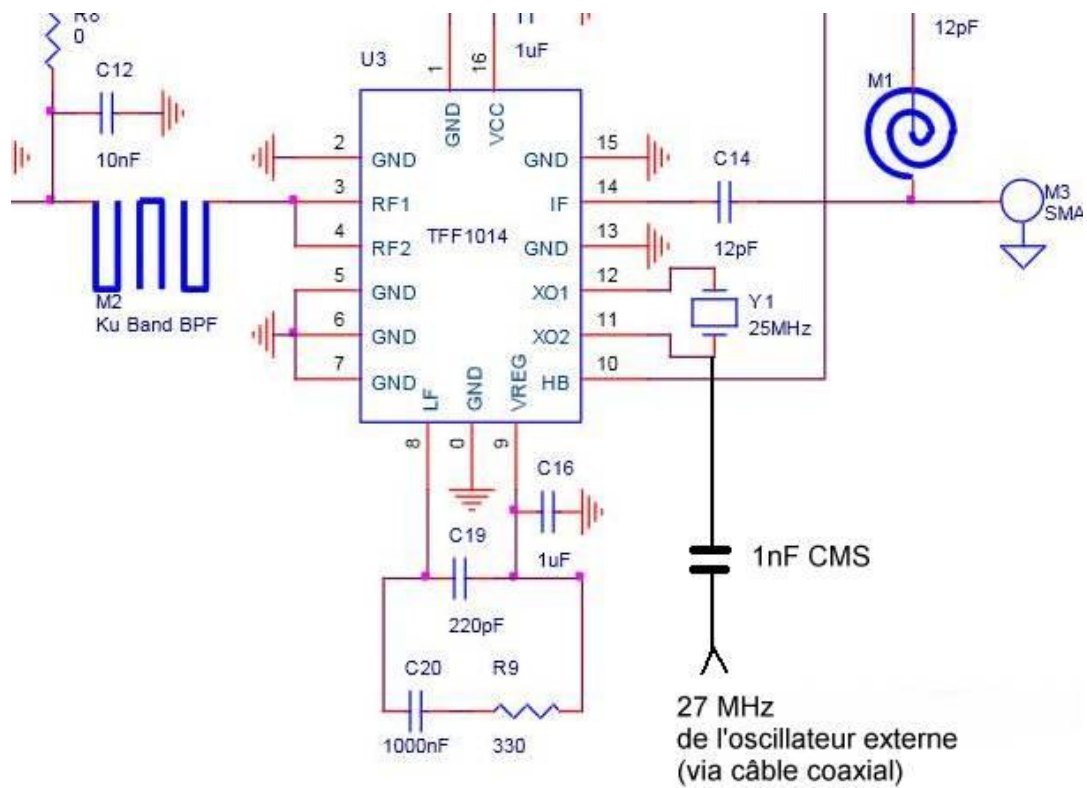 R8
0
C12
10nF
1uF
12pF
U3
M1
1
16
GND
VCC
2
GND
3
RF1
4
RF2
5
GND
6
GND
7
GND
TFF1014
15
GND
14
IF
13
GND
12
XO1
11
XO2
10
HB
C14
12pF
M3
SMA
M2
Ku Band BPF
Y1
25MHz
LF
GND
VREG
8
0
9
C16
1uF
C19
220pF
C20
1000nF
R9
330
1nF CMS
27 MHz
de l'oscillateur externe
(via câble coaxial)